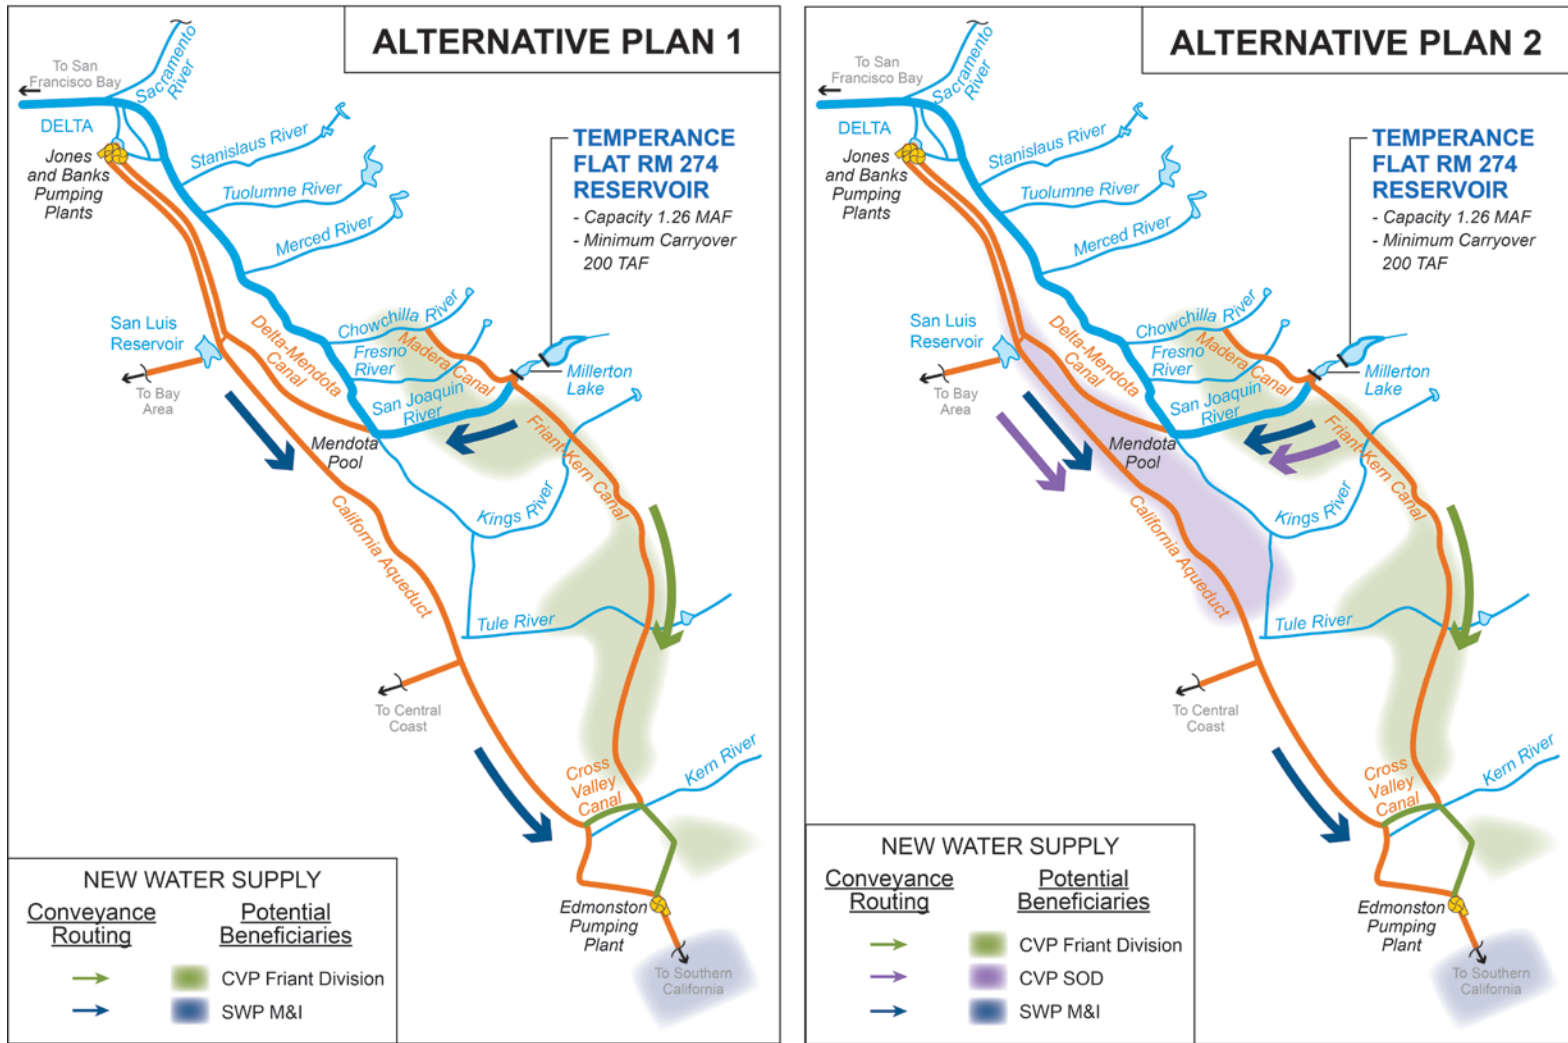 ALTERNATIVE PLAN 1
To San
Francisco Bay
Sacramento
River
DELTA
Jones
and Banks
Pumping
Plants
Stanislaus River
Tuolumne River
Merced River
TEMPERANCE
FLAT RM 274
RESERVOIR
- Capacity 1.26 MAF
- Minimum Carryover
200 TAF
San Luis
Reservoir
To Bay
Area
Delta-Mendota
Canal
Chowchilla River
Fresno
River
Madera Canal
San Joaquin
River
Millerton
Lake
Mendota
Pool
Friant-Kern Canal
Kings River
California Aqueduct
Tule River
To Central
Coast
Cross
Valley
Canal
Kern River
Edmonston
Pumping
Plant
To Southern
California
NEW WATER SUPPLY
Conveyance
Routing
Potential
Beneficiaries
CVP Friant Division
SWP M&I
ALTERNATIVE PLAN 2
To San
Francisco Bay
Sacramento
River
DELTA
Jones
and Banks
Pumping
Plants
Stanislaus River
Tuolumne River
Merced River
TEMPERANCE
FLAT RM 274
RESERVOIR
- Capacity 1.26 MAF
- Minimum Carryover
200 TAF
San Luis
Reservoir
To Bay
Area
Delta-Mendota
Canal
Chowchilla River
Fresno
River
Madera Canal
San Joaquin
River
Millerton
Lake
Mendota
Pool
Friant-Kern Canal
Kings River
California Aqueduct
Tule River
To Central
Coast
Cross
Valley
Canal
Kern River
Edmonston
Pumping
Plant
To Southern
California
NEW WATER SUPPLY
Conveyance
Routing
Potential
Beneficiaries
CVP Friant Division
CVP SOD
SWP M&I